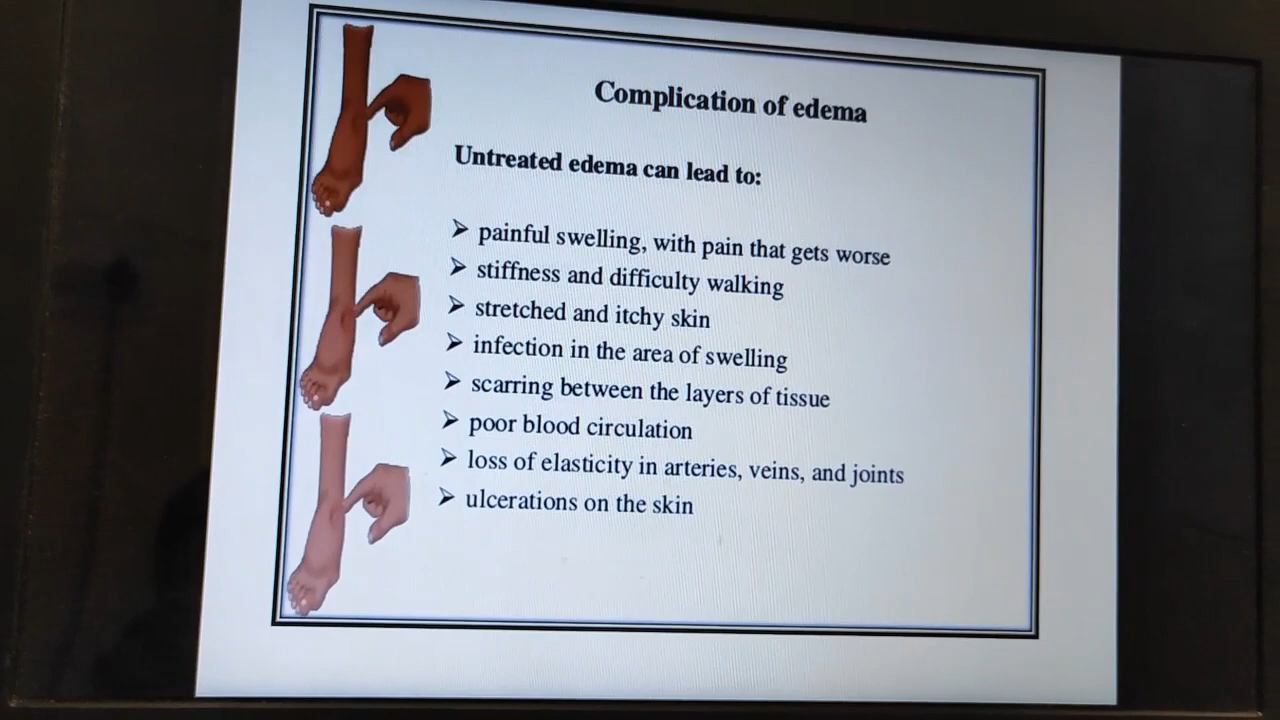 Complication of edema
Untreated edema can lead to:
➢ painful swelling, with pain that gets worse
➢ stiffness and difficulty walking
➢ stretched and itchy skin
➢ infection in the area of swelling
➢ scarring between the layers of tissue
➢ poor blood circulation
➢ loss of elasticity in arteries, veins, and joints
➢ ulcerations on the skin